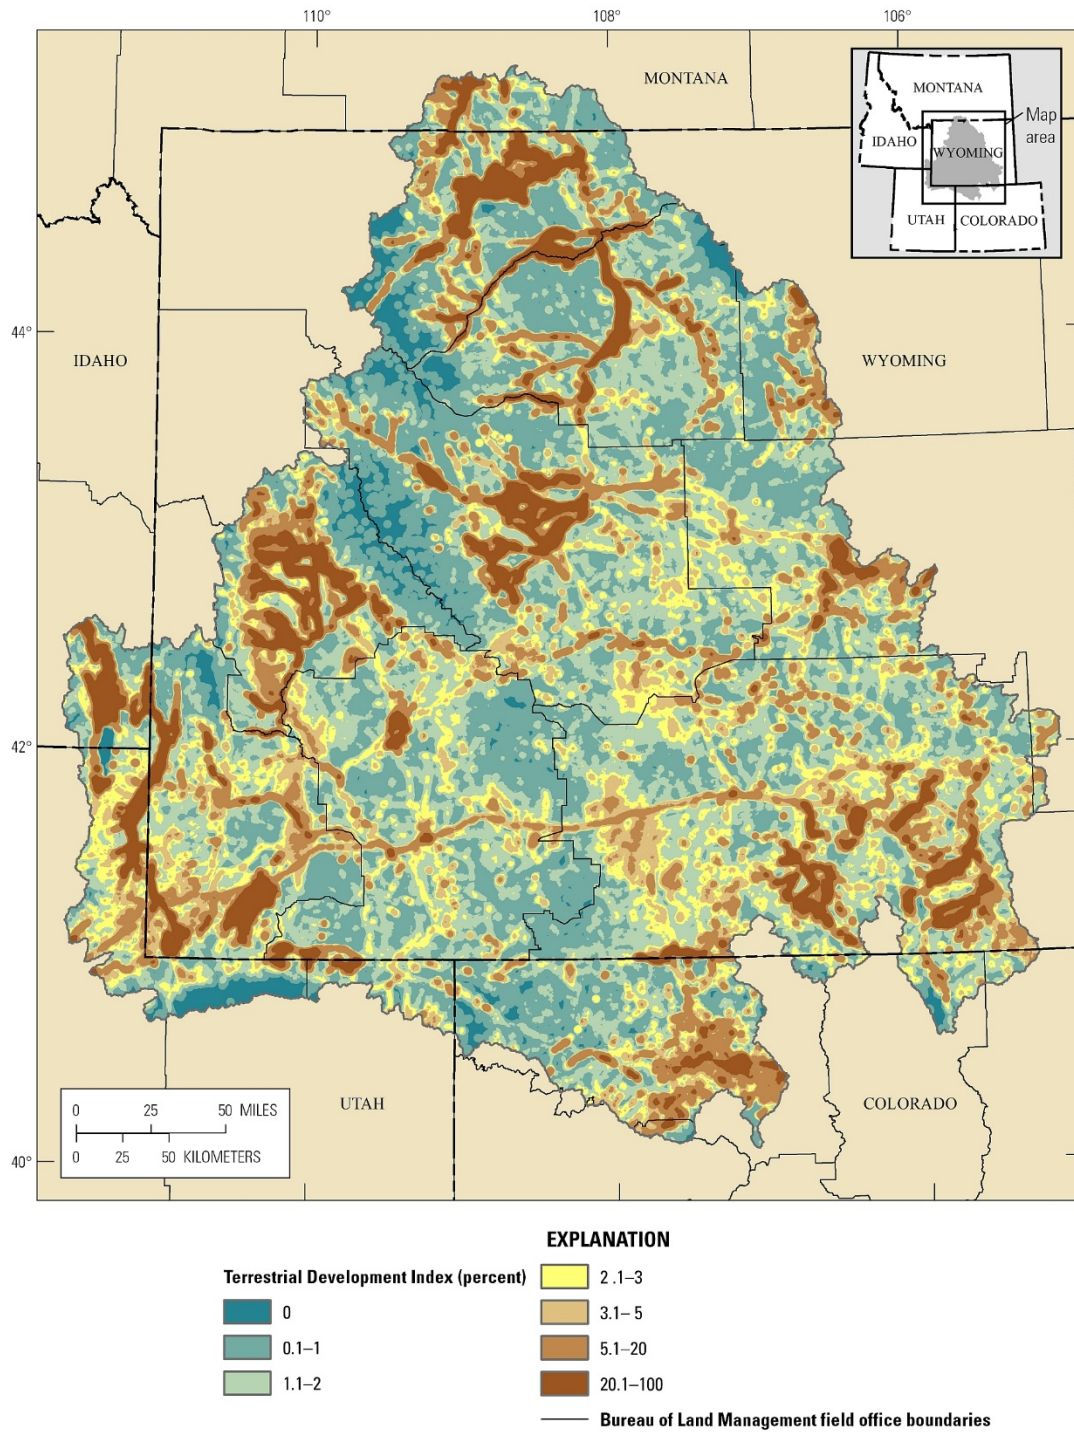 110°
108°
106°
MONTANA
MONTANA
Map
area
IDAHO
WYOMING
UTAH
COLORADO
44°
IDAHO
WYOMING
42°
0 25 50 MILES
0 25 50 KILOMETERS
UTAH
COLORADO
40°
EXPLANATION
Terrestrial Development Index (percent)
0
0.1–1
1.1–2
2 .1–3
3.1– 5
5.1–20
20.1–100
Bureau of Land Management field office boundaries